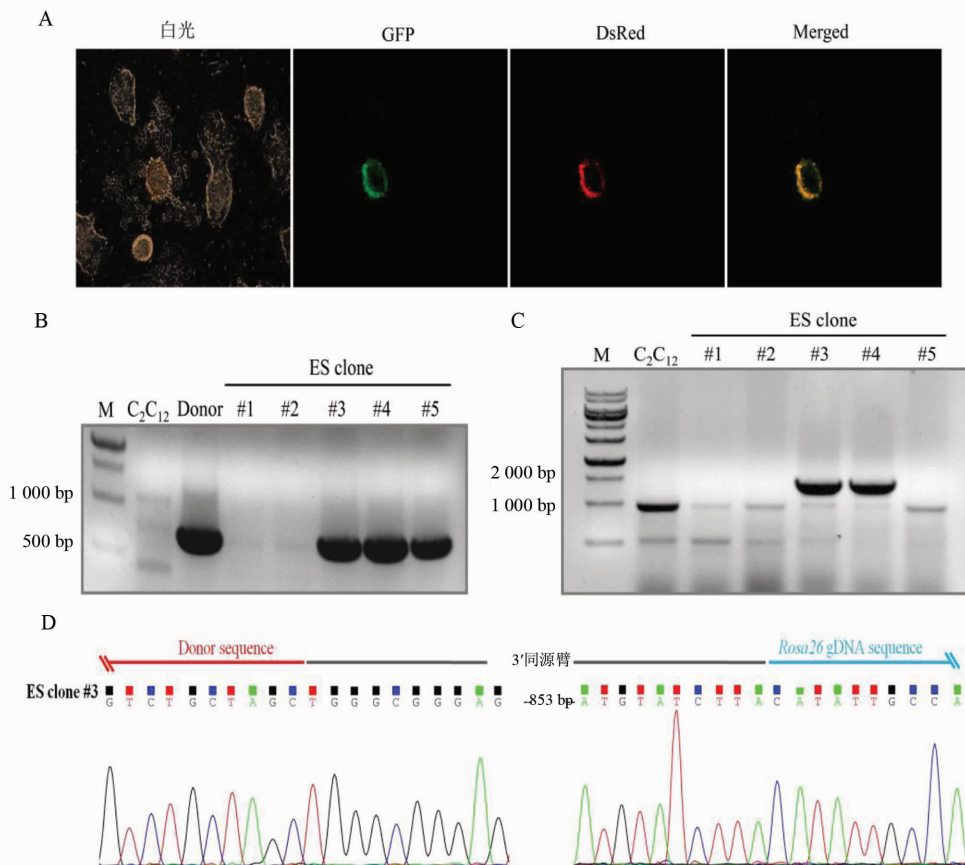 A
白光 GFP DsRed Merged
B
ES clone
M C₂C₁₂ Donor #1 #2 #3 #4 #5
1 000 bp
500 bp
C
ES clone
M C₂C₁₂ #1 #2 #3 #4 #5
2 000 bp
1 000 bp
D
Donor sequence
3′同源臂
Rosa26 gDNA sequence
ES clone #3
G T C T G C T A G C T G G G C G G G A G
853 bp
A T G T A T C T T A C A T A T T G C C A